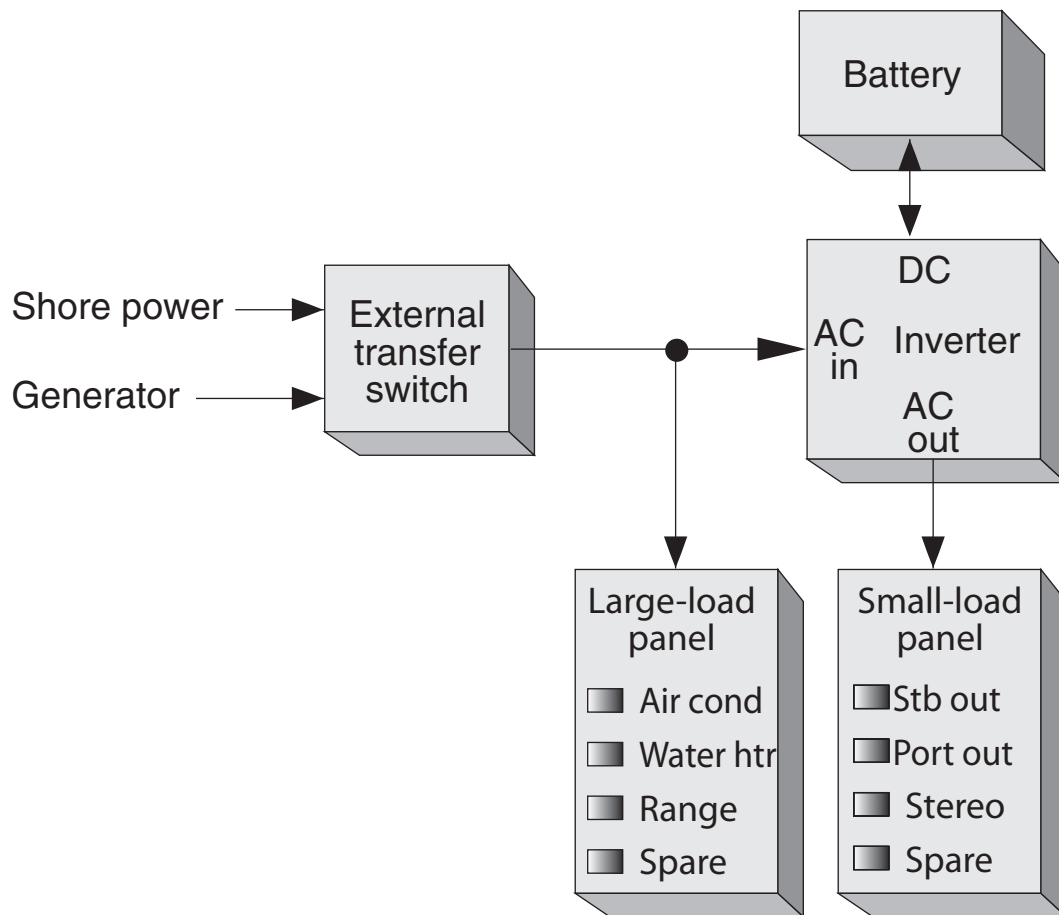 Battery
Shore power
Generator
External
transfer
switch
DC
AC
in
Inverter
AC
out
Large-load
panel
Air cond
Water htr
Range
Spare
Small-load
panel
Stb out
Port out
Stereo
Spare